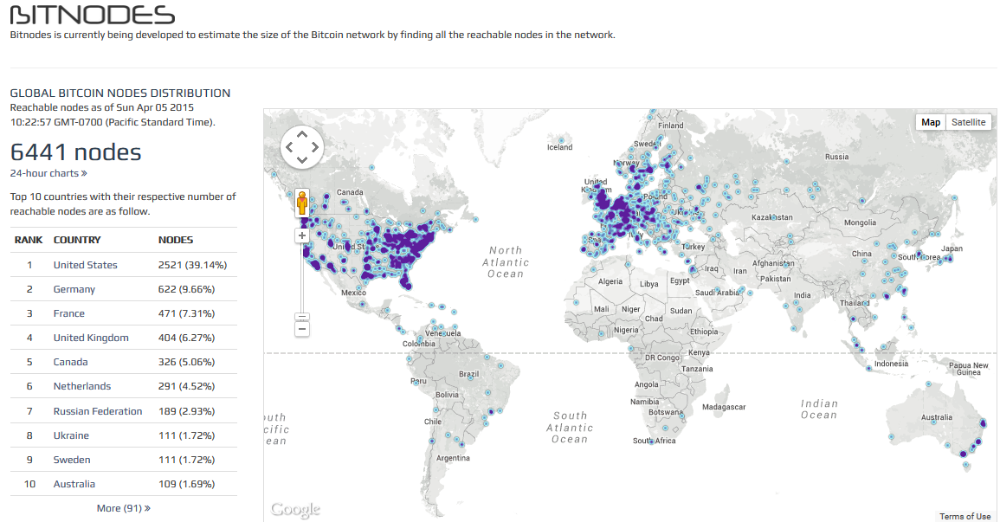 BITNODES
Bitnodes is currently being developed to estimate the size of the Bitcoin network by finding all the reachable nodes in the network.
GLOBAL BITCOIN NODES DISTRIBUTION
Reachable nodes as of Sun Apr 05 2015
10:22:57 GMT-0700 (Pacific Standard Time).
6441 nodes
24-hour charts »
Top 10 countries with their respective number of
reachable nodes are as follow.
RANK COUNTRY NODES
1 United States 2521 (39.14%)
2 Germany 622 (9.66%)
3 France 471 (7.31%)
4 United Kingdom 404 (6.27%)
5 Canada 326 (5.06%)
6 Netherlands 291 (4.52%)
7 Russian Federation 189 (2.93%)
8 Ukraine 111 (1.72%)
9 Sweden 111 (1.72%)
10 Australia 109 (1.69%)
More (91) »
Map Satellite
Finland
Iceland
Sweden
Russia
Norway
United
Kingdom
Canada
Poland
Ukraine
Kazakhstan
Mongolia
United St
Spa
Italy
Turkey
North
Atlantic
Ocean
China
South Korea
Japan
Afghanistan
Iraq
Iran
Pakistan
Algeria
Libya
Egypt
Saudi Arabia
India
Mexico
Mali
Niger
Sudan
Chad
Thailand
Nigeria
Ethiopia
Venezuela
Colombia
DR Congo
Kenya
Tanzania
Indonesia
Papua New
Guinea
Peru
Brazil
Bolivia
Angola
Namibia
Botswana
Madagascar
Indian
Ocean
Australia
South
Atlantic
Ocean
outh
cific
ean
Chile
South Africa
Argentina
Google
Terms of Use